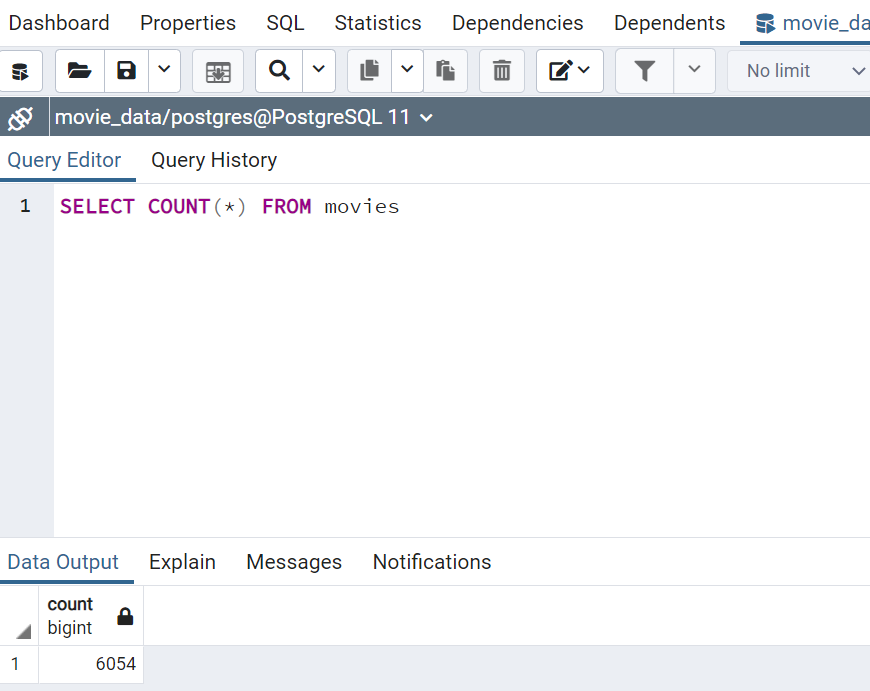 Dashboard Properties SQL Statistics Dependencies Dependents movie_da
No limit
movie_data/postgres@PostgreSQL 11
Query Editor Query History
1 SELECT COUNT(*) FROM movies
Data Output Explain Messages Notifications
count
bigint
1 6054